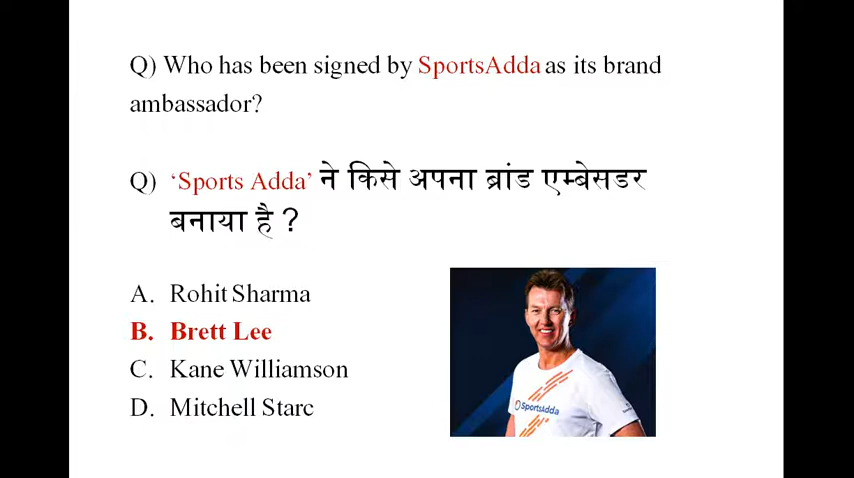 Q) Who has been signed by SportsAdda as its brand
ambassador?
Q) ‘Sports Adda’ ने किसे अपना ब्रांड एम्बेसडर
बनाया है ?
A. Rohit Sharma
B. Brett Lee
C. Kane Williamson
D. Mitchell Starc
SportsAdda